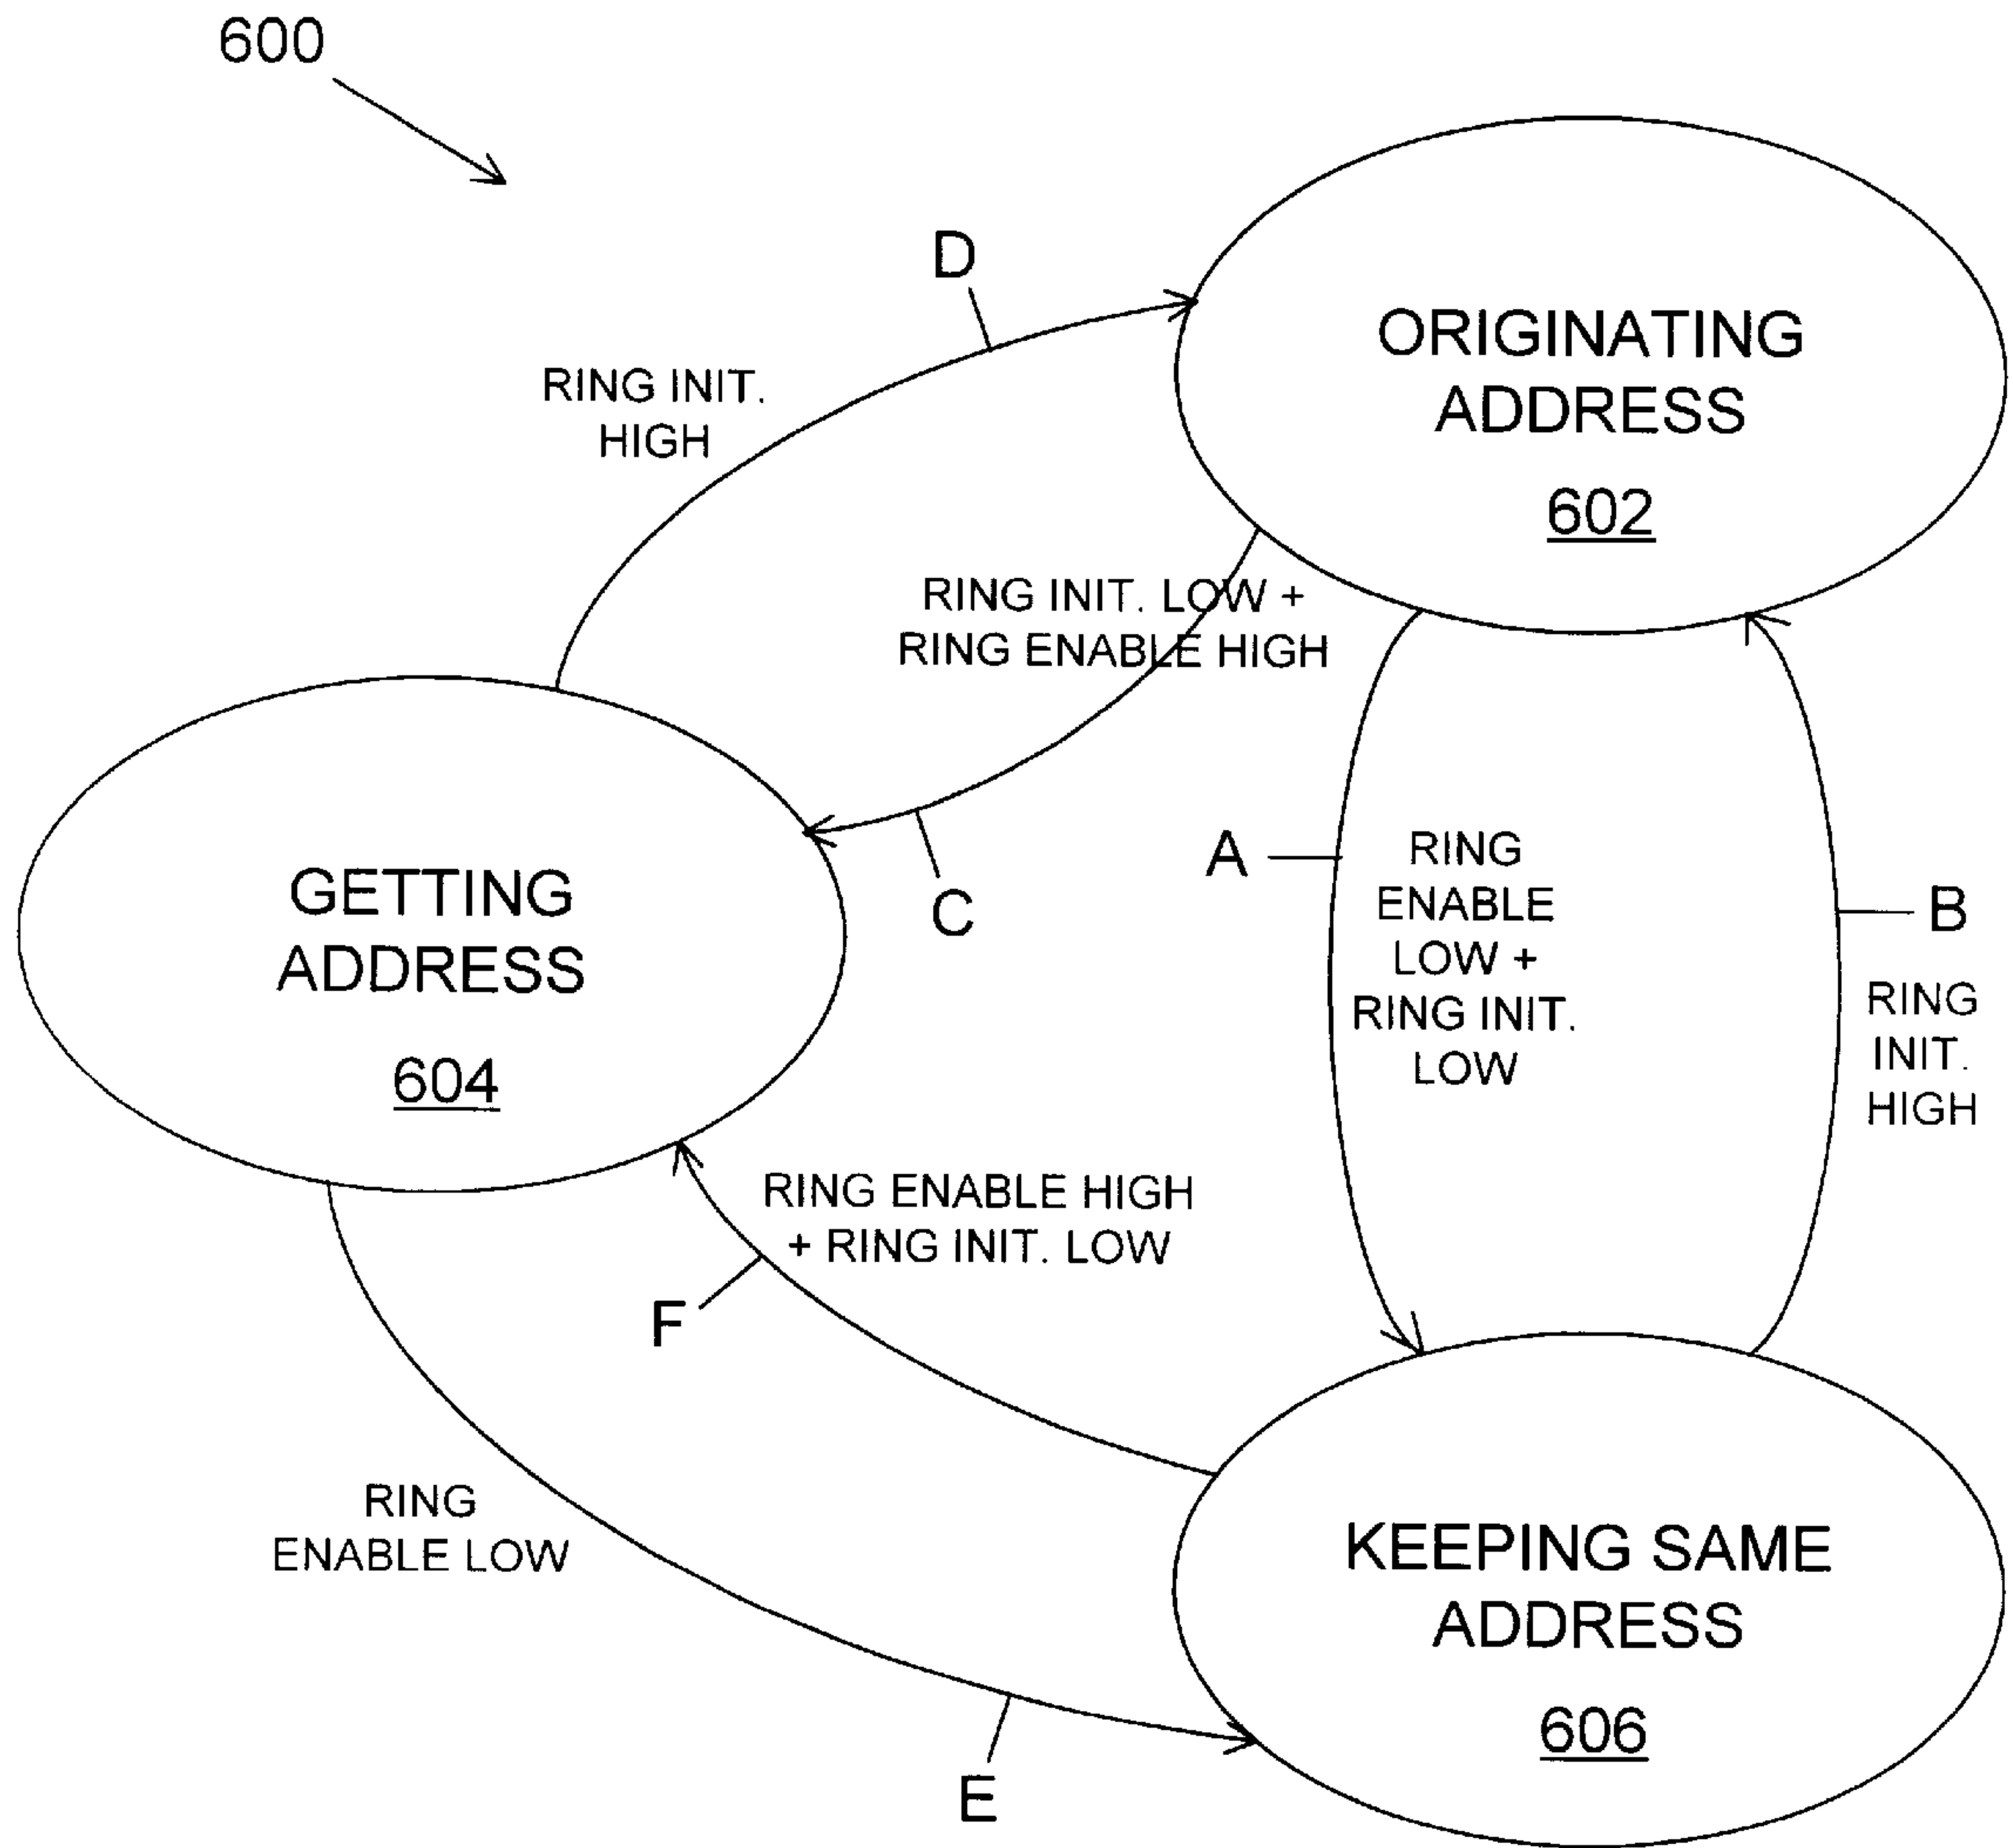 600
D
RING INIT.
HIGH
ORIGINATING
ADDRESS
602
RING INIT. LOW +
RING ENABLE HIGH
C
A
RING
ENABLE
LOW +
RING INIT.
LOW
B
RING
INIT.
HIGH
GETTING
ADDRESS
604
RING ENABLE HIGH
+ RING INIT. LOW
F
RING
ENABLE LOW
E
KEEPING SAME
ADDRESS
606